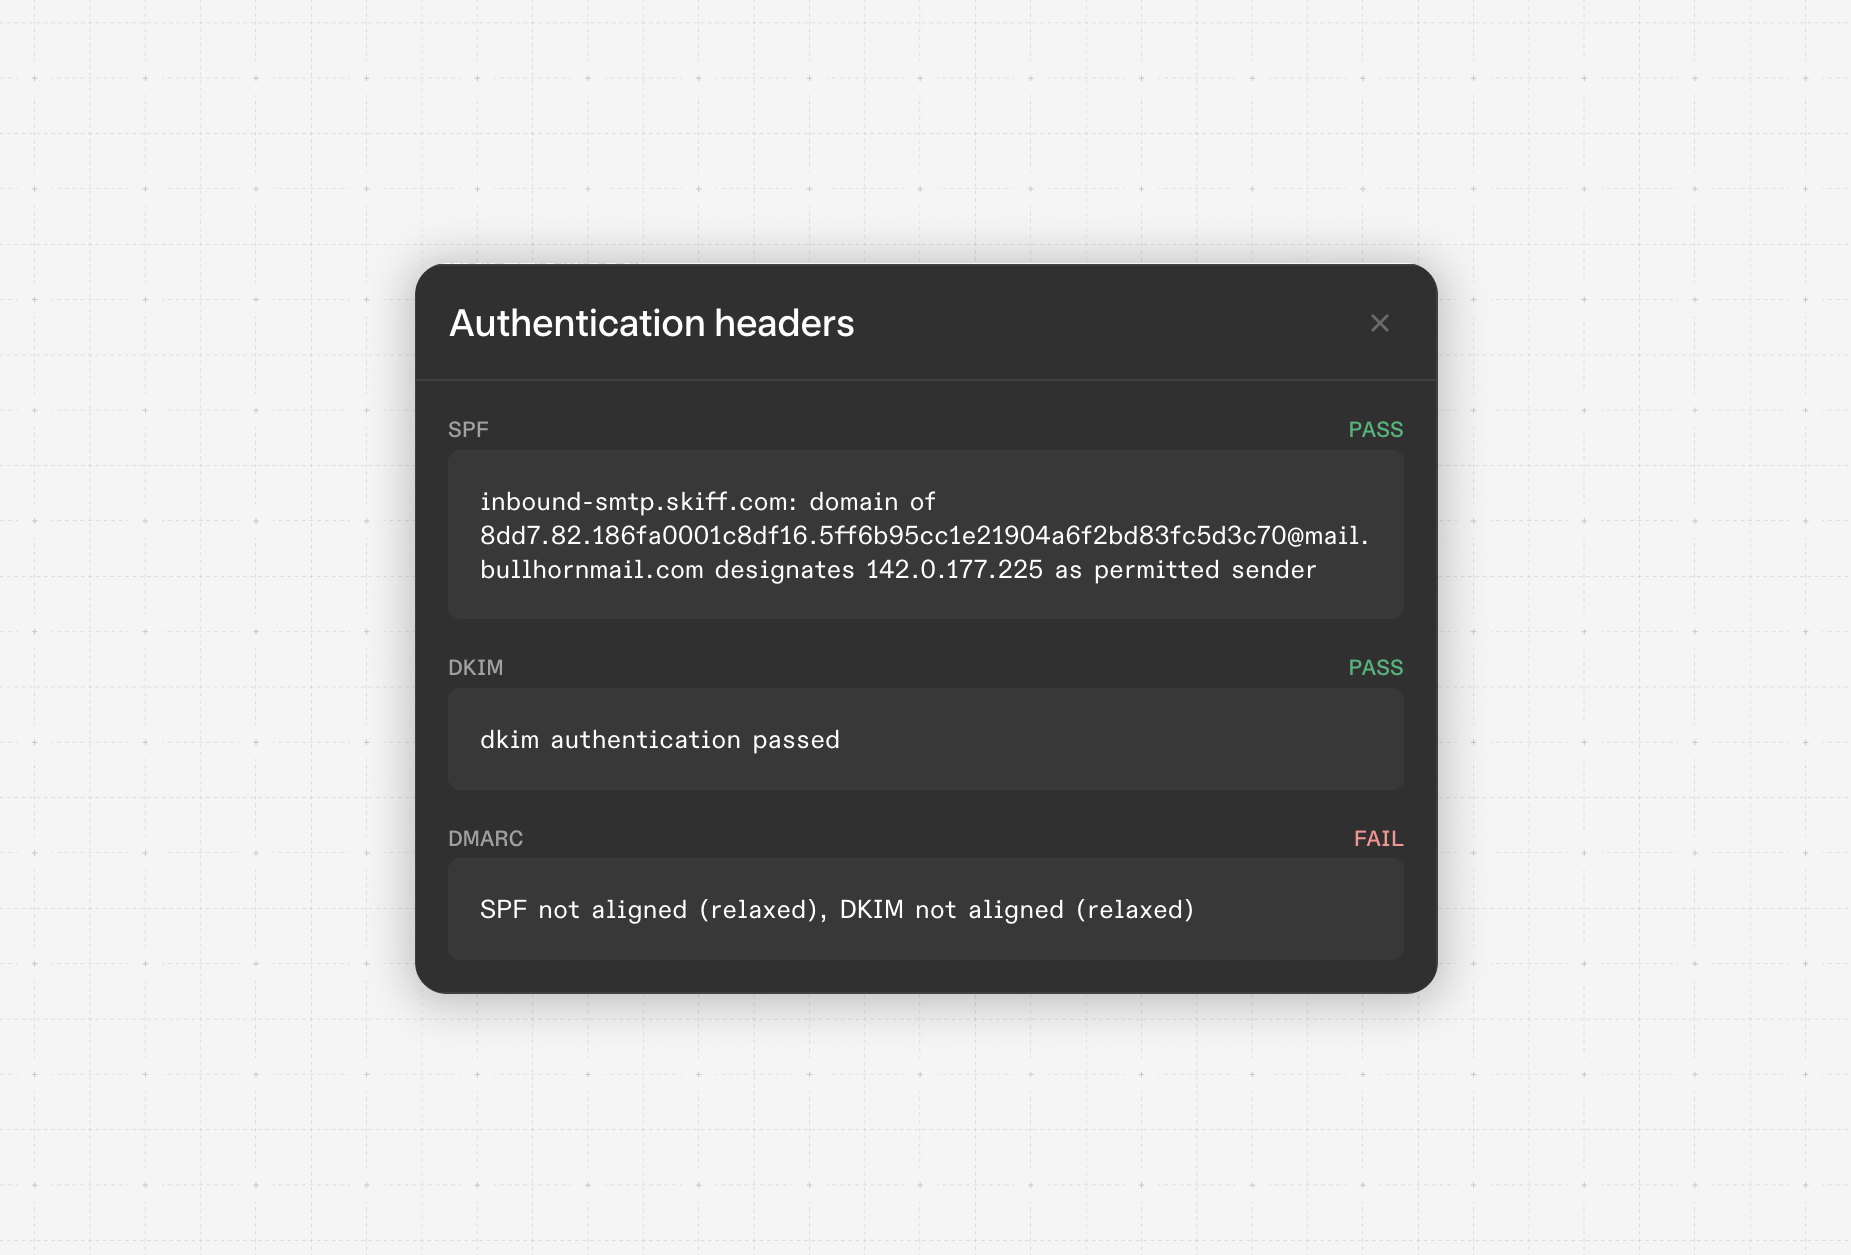 Authentication headers
SPF
PASS
inbound-smtp.skiff.com: domain of
8dd7.82.186fa0001c8df16.5ff6b95cc1e21904a6f2bd83fc5d3c70@mail.
bullhornmail.com designates 142.0.177.225 as permitted sender
DKIM
PASS
dkim authentication passed
DMARC
FAIL
SPF not aligned (relaxed), DKIM not aligned (relaxed)